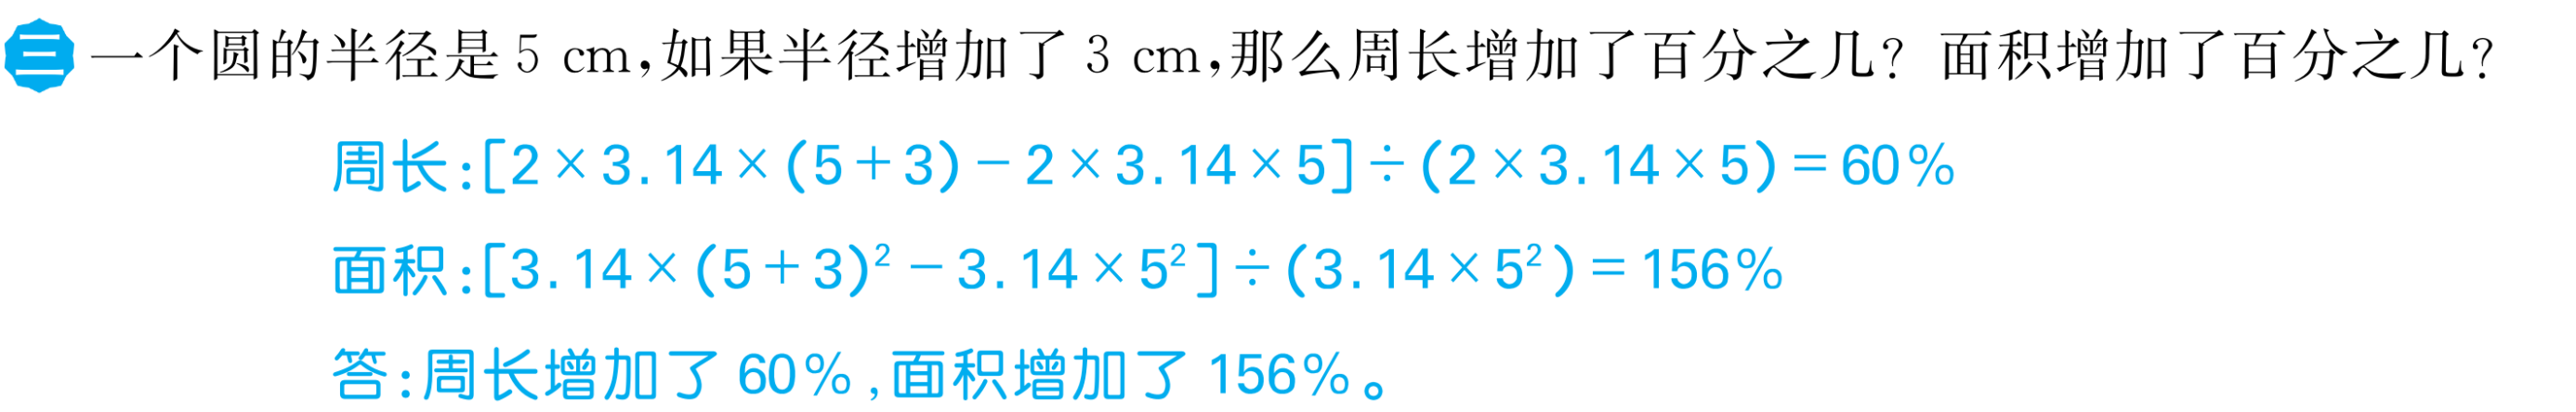 三 一个圆的半径是 5 cm,如果半径增加了 3 cm,那么周长增加了百分之几? 面积增加了百分之几?
周长:[2×3.14×(5+3)-2×3.14×5]÷(2×3.14×5)=60%
面积:[3.14×(5+3)²-3.14×5²]÷(3.14×5²)=156%
答:周长增加了 60%,面积增加了 156%。